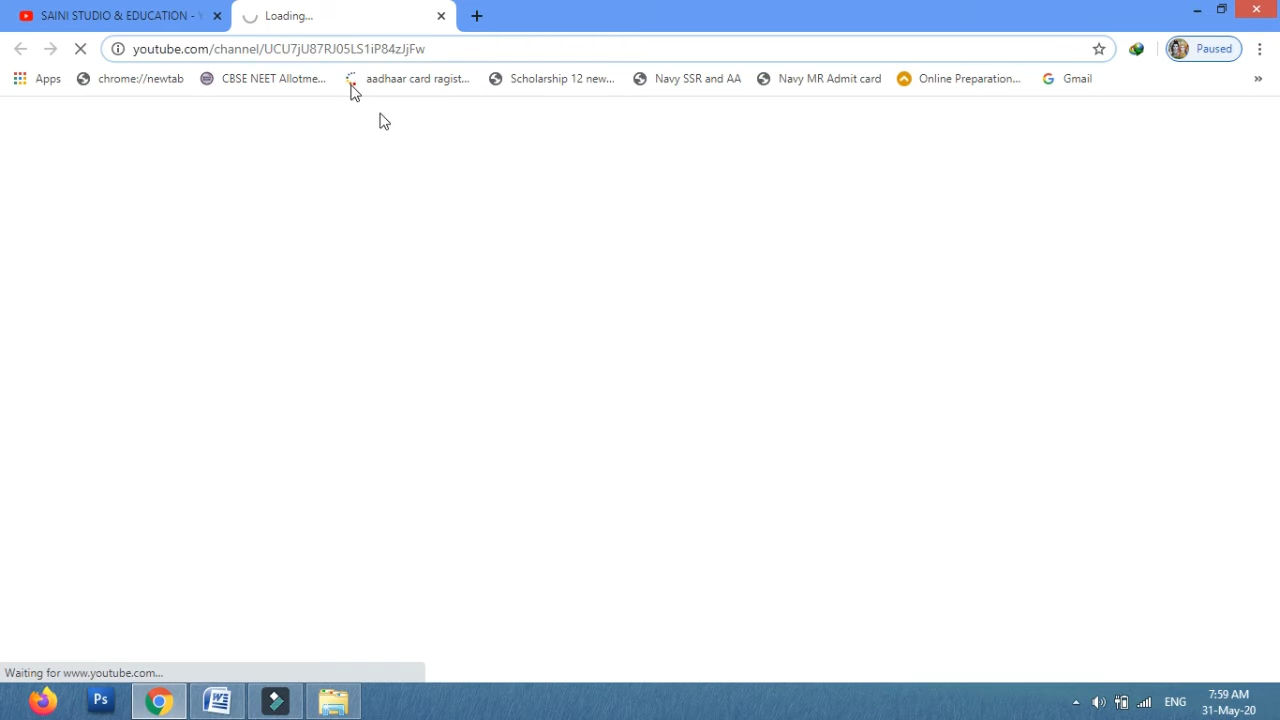 SAINI STUDIO & EDUCATION - Y
Loading...
youtube.com/channel/UCU7jU87RJ05LS1iP84zJjFw
Paused
Apps
chrome://newtab
CBSE NEET Allotme...
aadhaar card ragist...
Scholarship 12 new...
Navy SSR and AA
Navy MR Admit card
Online Preparation...
Gmail
»
Waiting for www.youtube.com...
Ps
ENG
7:59 AM
31-May-20